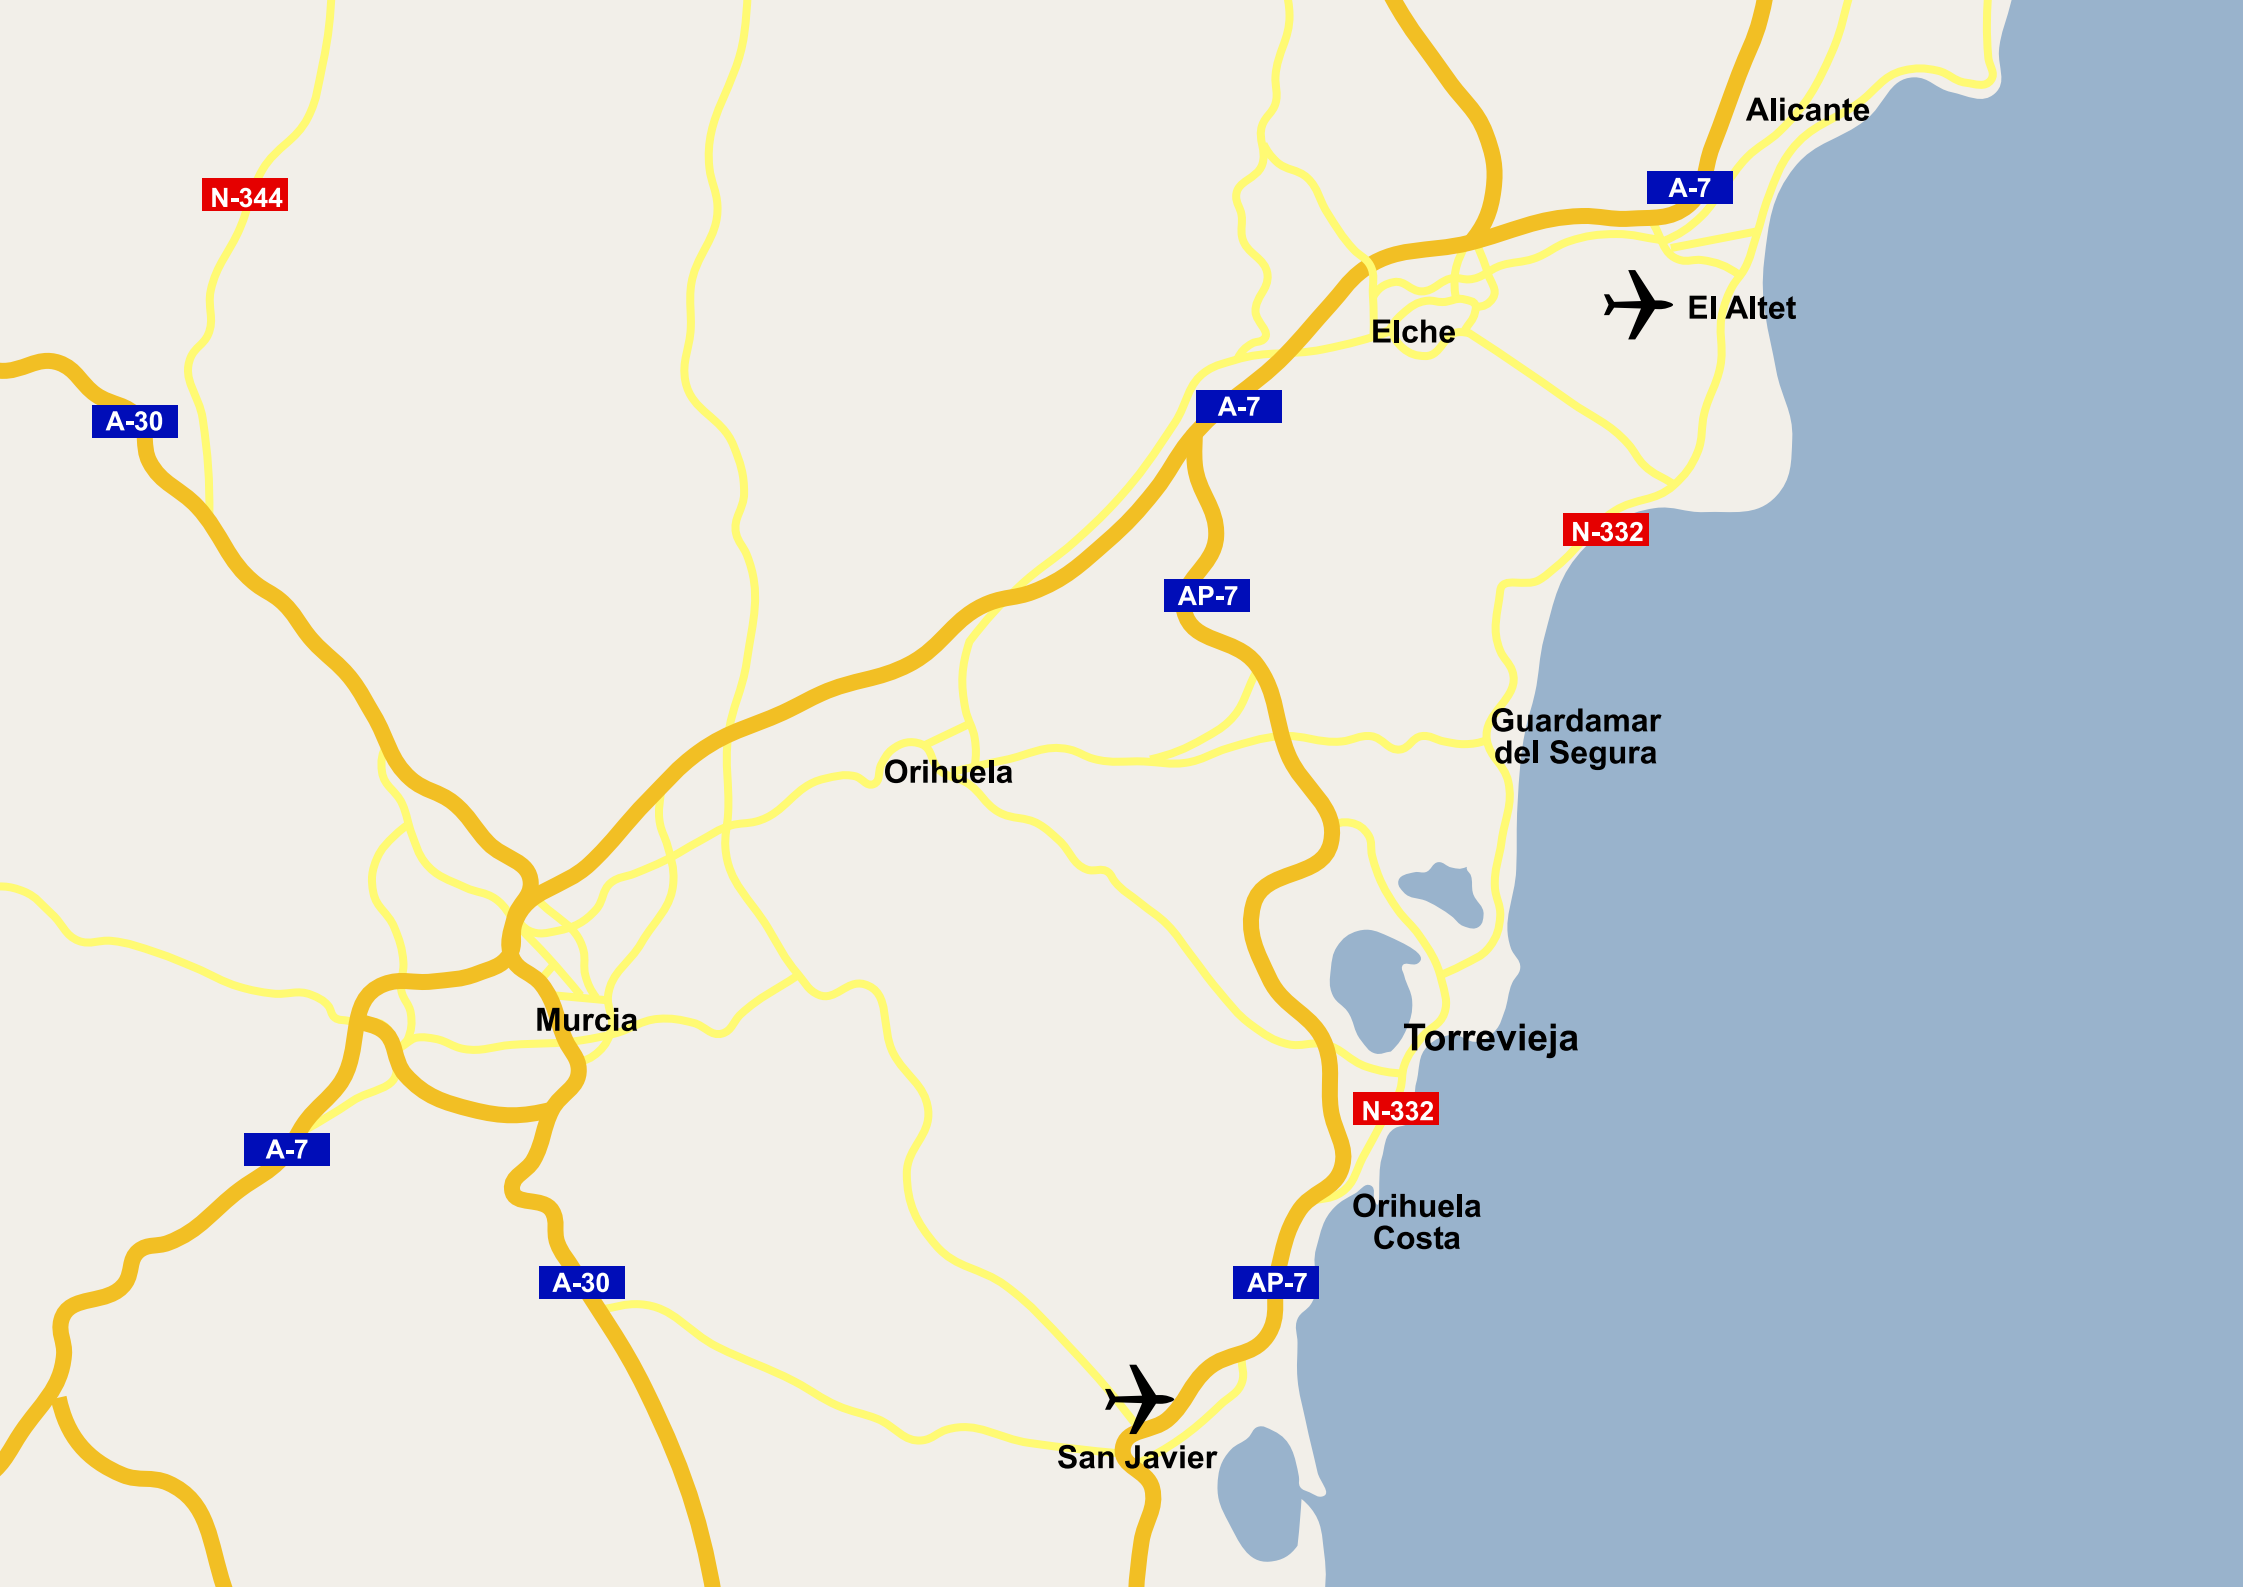 Alicante
A-7
N-344
El Altet
Elche
A-7
A-30
N-332
AP-7
Guardamar
del Segura
Orihuela
Murcia
Torrevieja
N-332
A-7
Orihuela
Costa
A-30
AP-7
San Javier